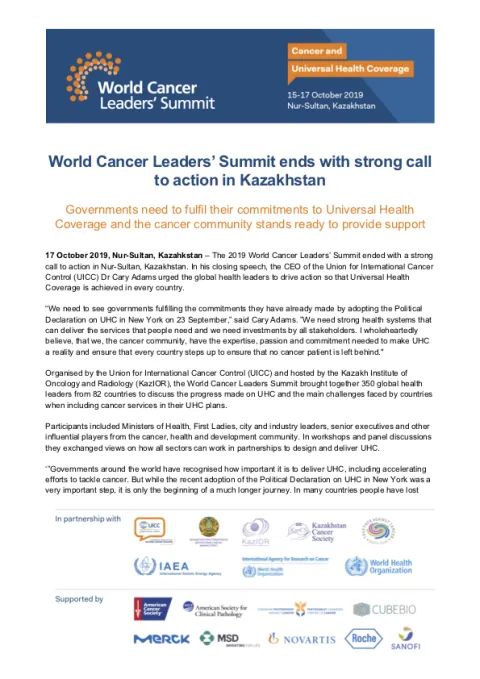 World Cancer
Leaders' Summit
Cancer and
Universal Health Coverage
15-17 October 2019
Nur-Sultan, Kazakhstan
World Cancer Leaders' Summit ends with strong call
to action in Kazakhstan
Governments need to fulfil their commitments to Universal Health
Coverage and the cancer community stands ready to provide support
17 October 2019, Nur-Sultan, Kazahkstan – The 2019 World Cancer Leaders' Summit ended with a strong
call to action in Nur-Sultan, Kazakhstan. In his closing speech, the CEO of the Union for International Cancer
Control (UICC) Dr Cary Adams urged the global health leaders to drive action so that Universal Health
Coverage is achieved in every country.
"We need to see governments fulfilling the commitments they have already made by adopting the Political
Declaration on UHC in New York on 23 September," said Cary Adams. "We need strong health systems that
can deliver the services that people need and we need investments by all stakeholders. I wholeheartedly
believe, that we, the cancer community, have the expertise, passion and commitment needed to make UHC
a reality and ensure that every country steps up to ensure that no cancer patient is left behind."
Organised by the Union for International Cancer Control (UICC) and hosted by the Kazakh Institute of
Oncology and Radiology (KazIOR), the World Cancer Leaders Summit brought together 350 global health
leaders from 82 countries to discuss the progress made on UHC and the main challenges faced by countries
when including cancer services in their UHC plans.
Participants included Ministers of Health, First Ladies, city and industry leaders, senior executives and other
influential players from the cancer, health and development community. In workshops and panel discussions
they exchanged views on how all sectors can work in partnerships to design and deliver UHC.
'"Governments around the world have recognised how important it is to deliver UHC, including accelerating
efforts to tackle cancer. But while the recent adoption of the Political Declaration on UHC in New York was a
very important step, it is only the beginning of a much longer journey. In many countries people have lost
In partnership with
UICC
KazIOR
Kazakhstan
Cancer
Society
IAEA
International Atomic Energy Agency
International Agency for Research on Cancer
World Health
Organization
World Health
Organization
Supported by
American
Cancer
Society
American Society for
Clinical Pathology
CUBEBIO
MERCK
MSD
INVENTING FOR LIFE
NOVARTIS
Roche
SANOFI